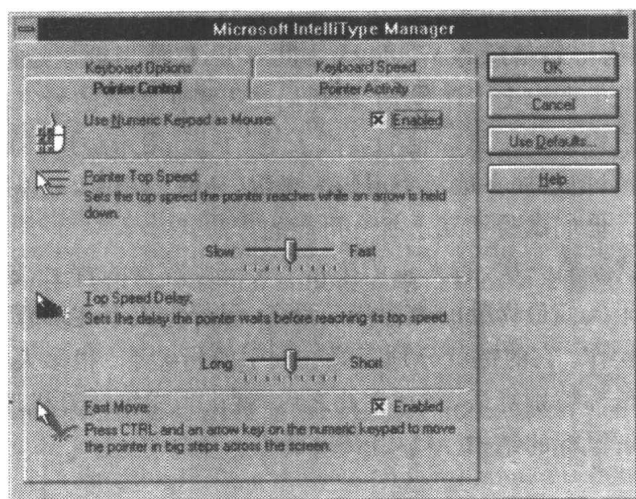 Microsoft IntelliType Manager
Keyboard Options
Keyboard Speed
Pointer Control
Pointer Activity
Use Numeric Keypad as Mouse:
Enabled
Pointer Top Speed:
Sets the top speed the pointer reaches while an arrow is held
down.
Slow
Fast
Top Speed Delay:
Sets the delay the pointer waits before reaching its top speed.
Long
Short
Fast Move:
Enabled
Press CTRL and an arrow key on the numeric keypad to move
the pointer in big steps across the screen.
OK
Cancel
Use Defaults...
Help